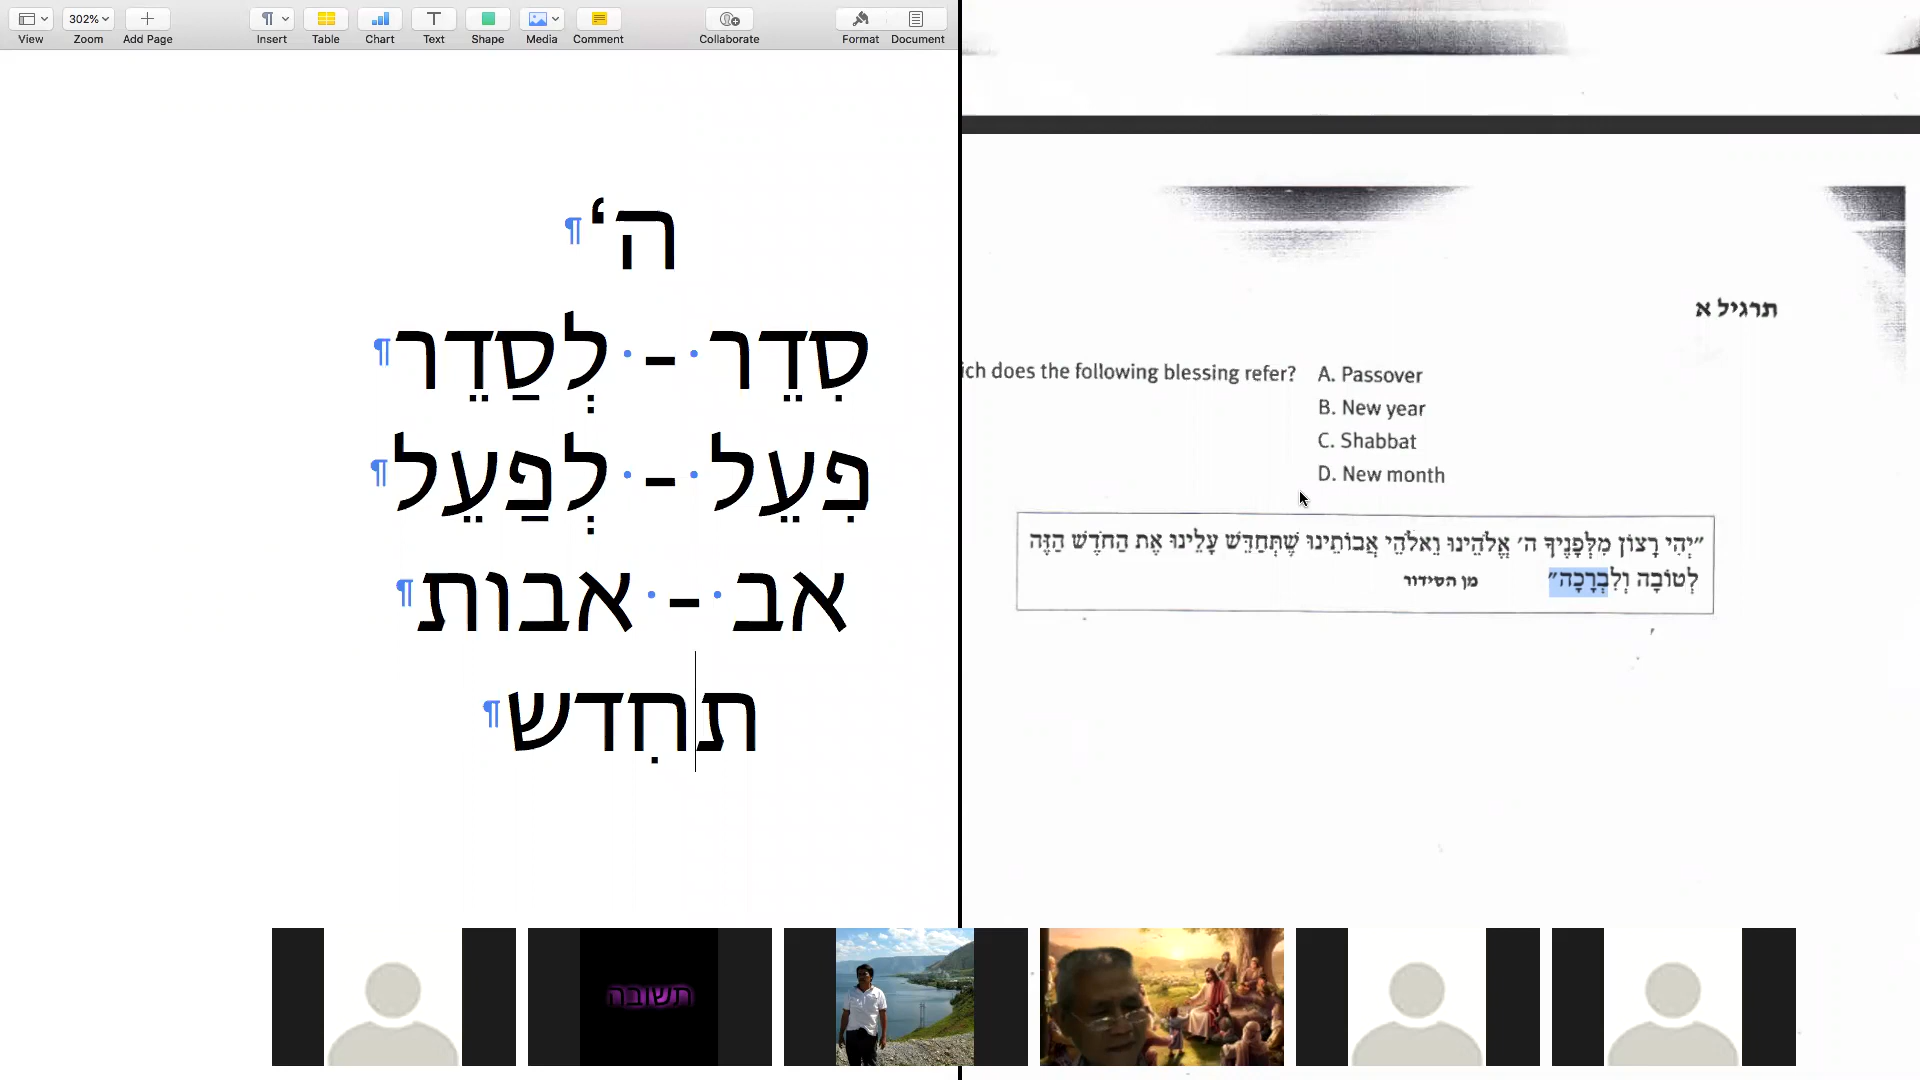 302%
View
Zoom
Add Page
Insert
Table
Chart
Text
Shape
Media
Comment
Collaborate
Format
Document
ה‘
סִדֵר - לְסַדֵר
פִעֵל - לְפַעֵל
אב - אבות
תחִדש
תרגיל א
ich does the following blessing refer?
A. Passover
B. New year
C. Shabbat
D. New month
״יְהִי רָצוֹן מִלְּפָנֶיךָ ה׳ אֱלֹהֵינוּ וֵאלֹהֵי אֲבוֹתֵינוּ שֶׁתְּחַדֵּשׁ עָלֵינוּ אֶת הַחֹדֶשׁ הַזֶּה
לְטוֹבָה וְלִבְרָכָה״ מן הסידור
תשובה